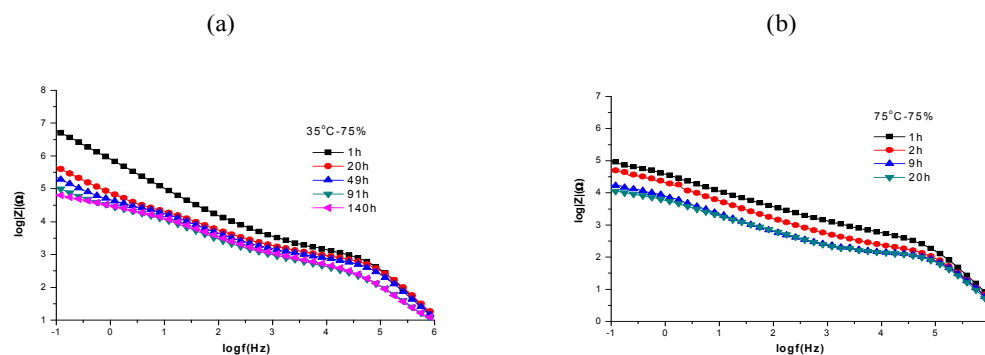 (a)
(b)
35°C-75%
1h
20h
49h
91h
140h
log|Z|(Ω)
8
7
6
5
4
3
2
1
-1 0 1 2 3 4 5 6
logf(Hz)
75°C-75%
1h
2h
9h
20h
log|Z|(Ω)
7
6
5
4
3
2
1
0
-1 0 1 2 3 4 5
logf(Hz)